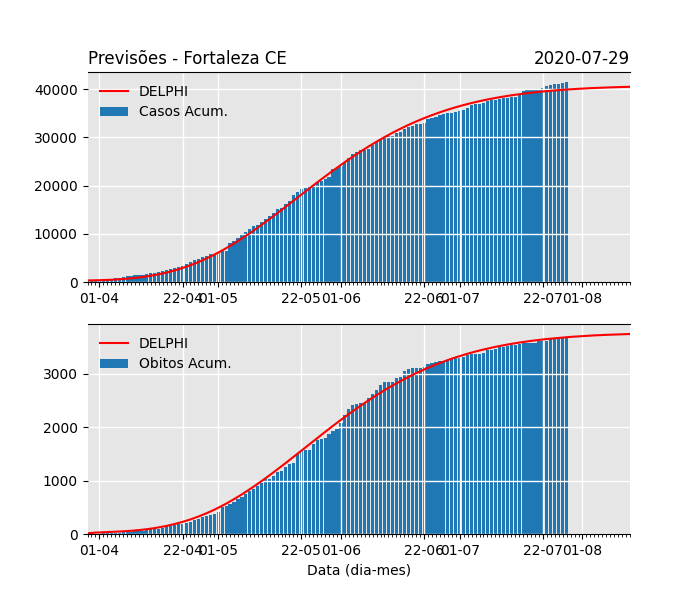 Previsões - Fortaleza CE 2020-07-29
DELPHI
Casos Acum.
40000
30000
20000
10000
0
01-04 22-04 01-05 22-05 01-06 22-06 01-07 22-07 01-08
DELPHI
Obitos Acum.
3000
2000
1000
0
01-04 22-04 01-05 22-05 01-06 22-06 01-07 22-07 01-08
Data (dia-mes)